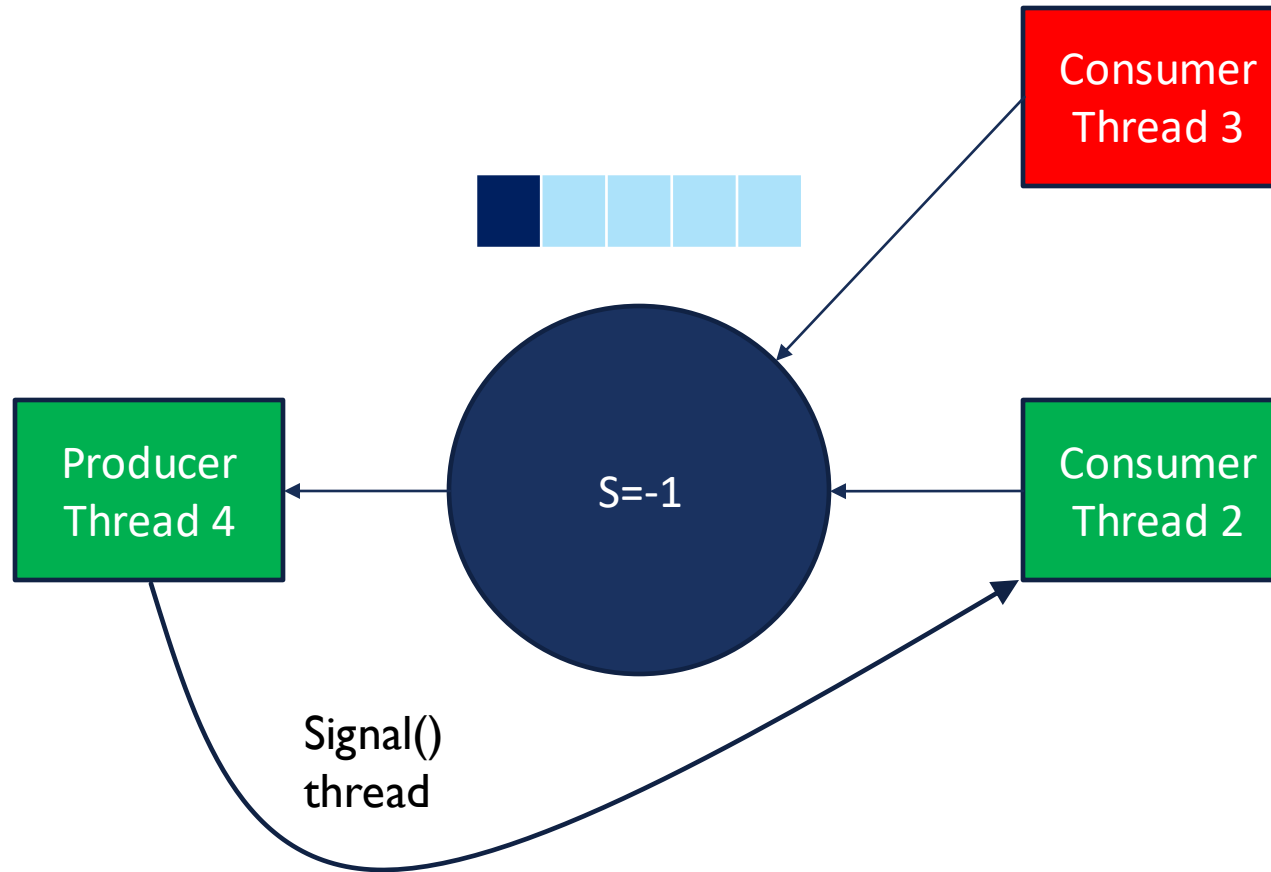 Consumer
Thread 3
Producer
Thread 4
S=-1
Consumer
Thread 2
Signal()
thread